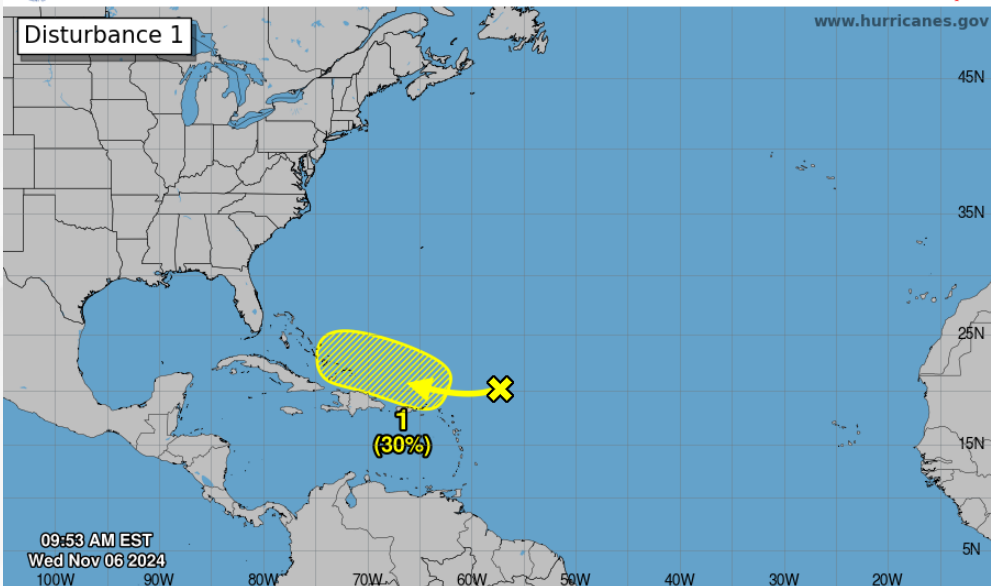 Disturbance 1
www.hurricanes.gov
45N
35N
25N
15N
5N
1
(30%)
09:53 AM EST
Wed Nov 06 2024
100W 90W 80W 70W 60W 50W 40W 30W 20W